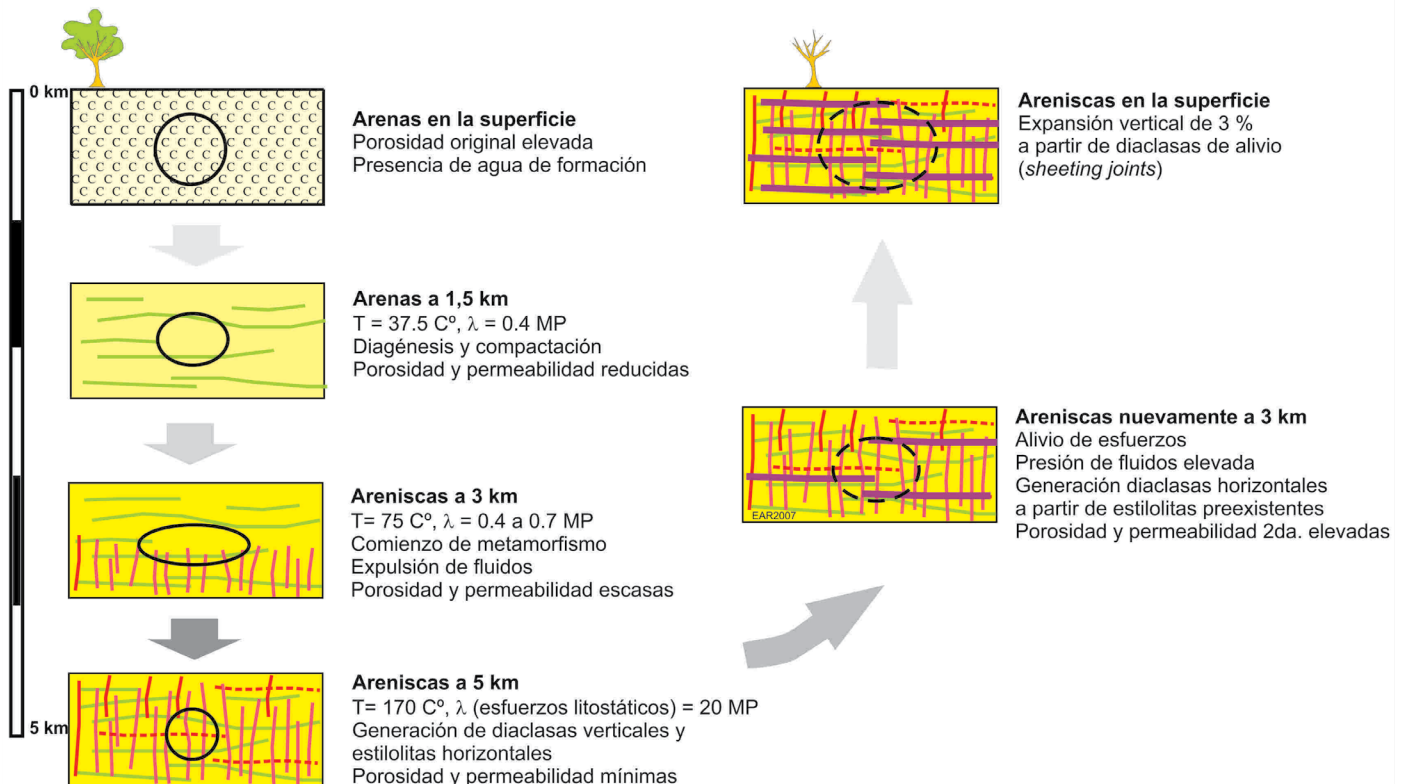 0 km
Arenas en la superficie
Porosidad original elevada
Presencia de agua de formación
Arenas a 1,5 km
T = 37.5 Cº, λ = 0.4 MP
Diagénesis y compactación
Porosidad y permeabilidad reducidas
Areniscas a 3 km
T= 75 Cº, λ = 0.4 a 0.7 MP
Comienzo de metamorfismo
Expulsión de fluidos
Porosidad y permeabilidad escasas
5 km
Areniscas a 5 km
T= 170 Cº, λ (esfuerzos litostáticos) = 20 MP
Generación de diaclasas verticales y
estilolitas horizontales
Porosidad y permeabilidad mínimas
Areniscas en la superficie
Expansión vertical de 3 %
a partir de diaclasas de alivio
(sheeting joints)
Areniscas nuevamente a 3 km
Alivio de esfuerzos
Presión de fluidos elevada
Generación diaclasas horizontales
a partir de estilolitas preexistentes
Porosidad y permeabilidad 2da. elevadas
EAR2007